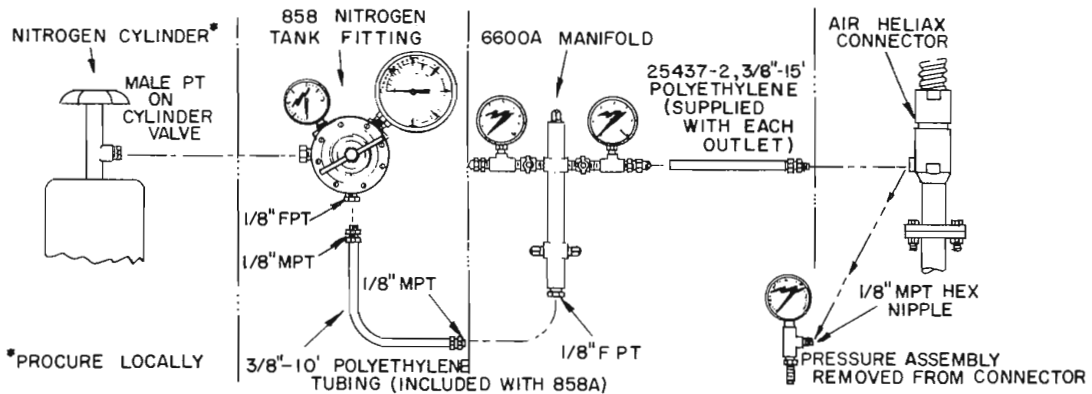 NITROGEN CYLINDER*
MALE PT
ON
CYLINDER
VALVE
*PROCURE LOCALLY
858 NITROGEN
TANK FITTING
1/8" FPT
1/8" MPT
1/8" MPT
3/8"-10' POLYETHYLENE
TUBING (INCLUDED WITH 858A)
6600A MANIFOLD
1/8" F PT
25437-2, 3/8"-15'
POLYETHYLENE
(SUPPLIED
WITH EACH
OUTLET)
AIR HELIAX
CONNECTOR
1/8" MPT HEX
NIPPLE
PRESSURE ASSEMBLY
REMOVED FROM CONNECTOR